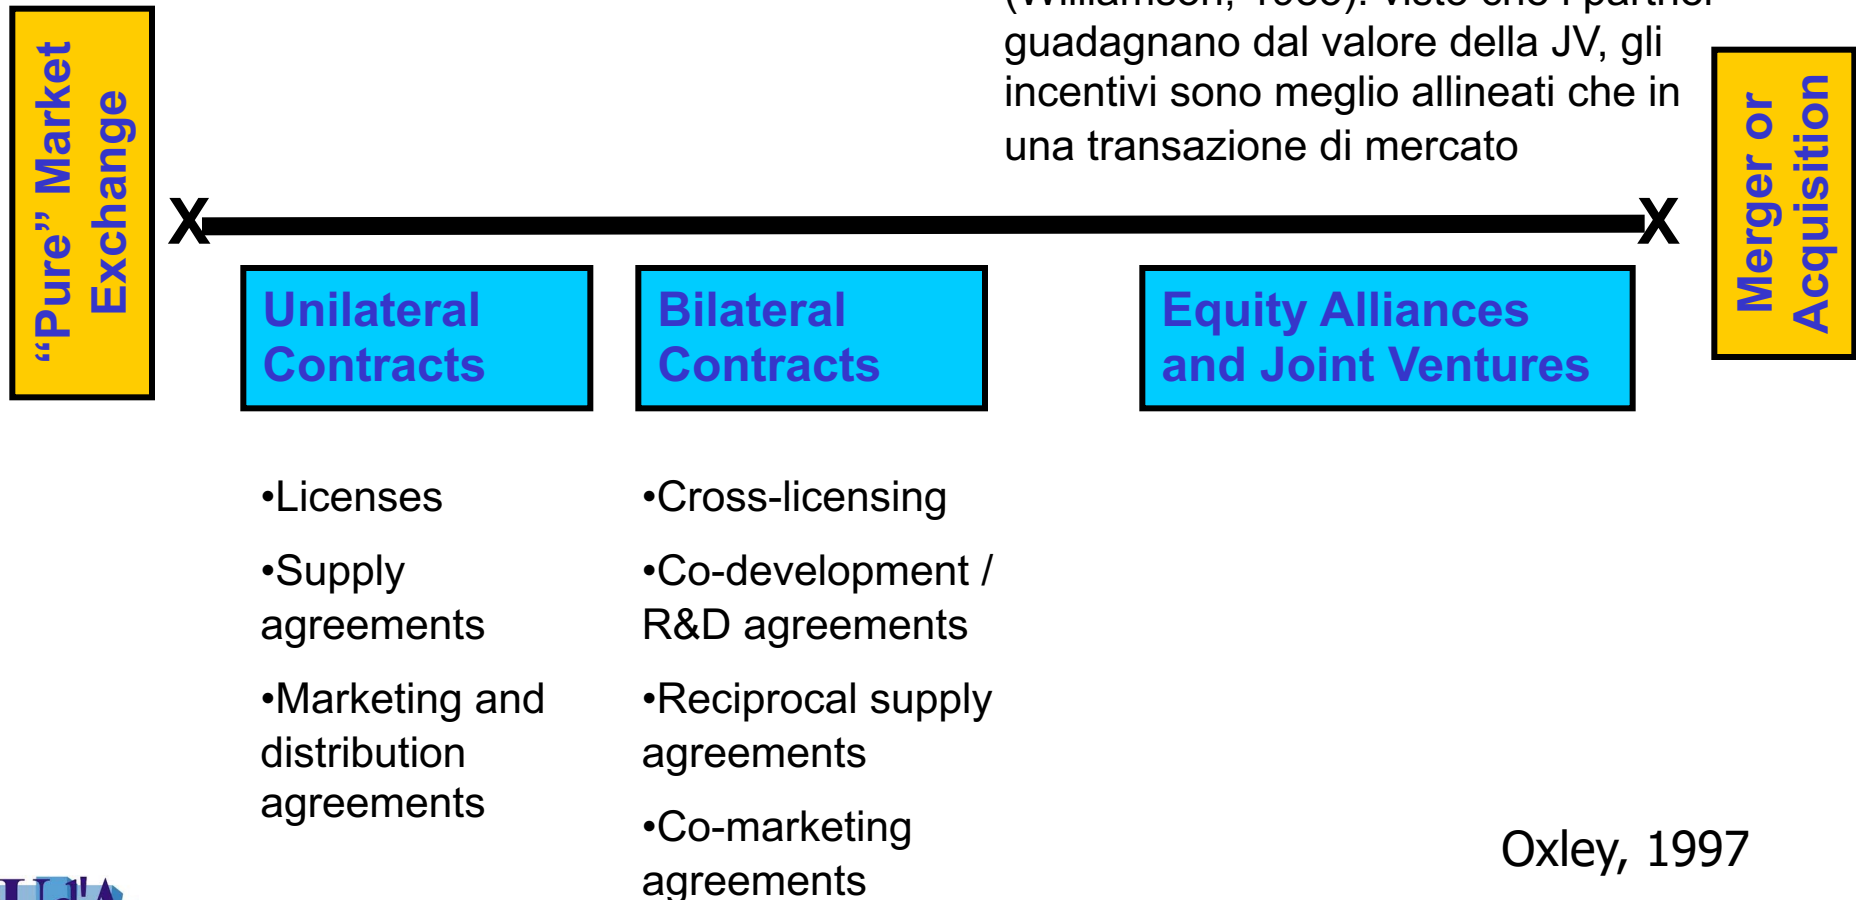 guadagnano dal valore della JV, gli
incentivi sono meglio allineati che in
una transazione di mercato
“Pure” Market
Exchange
X
X
Merger or
Acquisition
Unilateral
Contracts
Bilateral
Contracts
Equity Alliances
and Joint Ventures
•Licenses
•Supply
agreements
•Marketing and
distribution
agreements
•Cross-licensing
•Co-development /
R&D agreements
•Reciprocal supply
agreements
•Co-marketing
agreements
Oxley, 1997